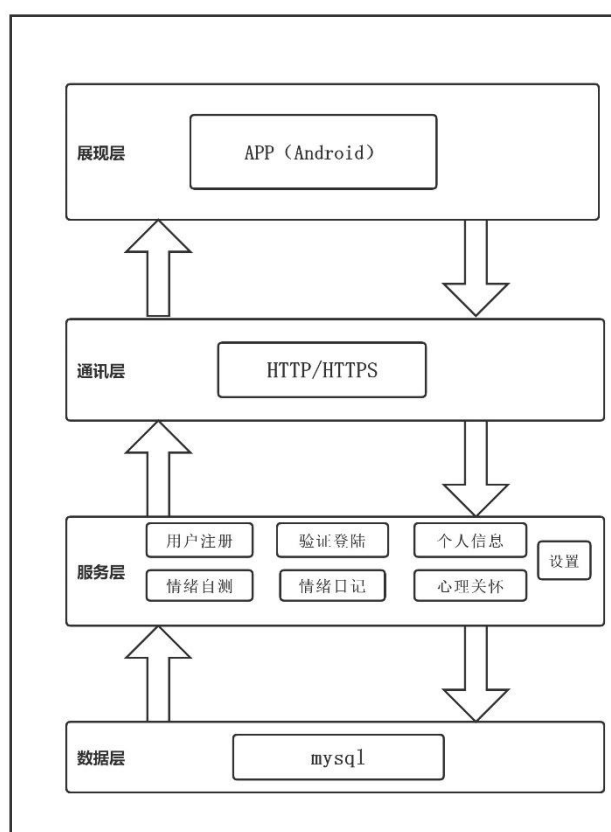 展现层
APP（Android）
通讯层
HTTP/HTTPS
服务层
用户注册
验证登陆
个人信息
设置
情绪自测
情绪日记
心理关怀
数据层
mysql